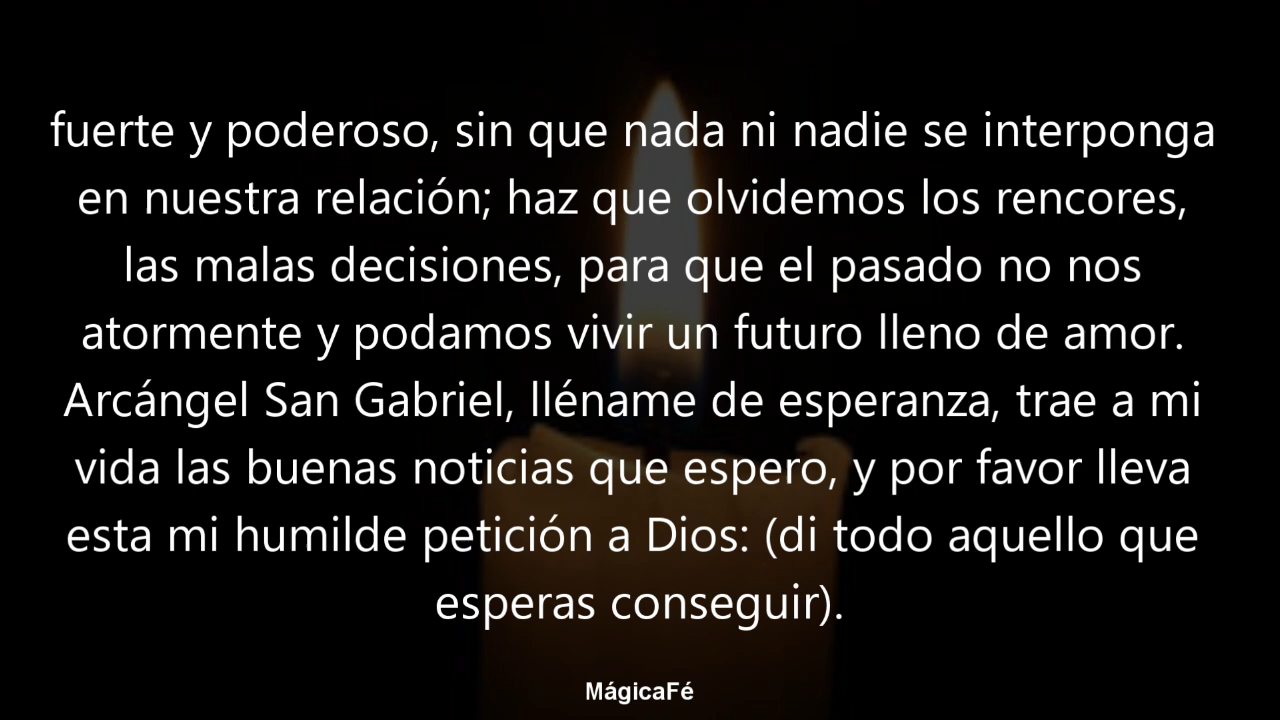 fuerte y poderoso, sin que nada ni nadie se interponga
en nuestra relación; haz que olvidemos los rencores,
las malas decisiones, para que el pasado no nos
atormente y podamos vivir un futuro lleno de amor.
Arcángel San Gabriel, lléname de esperanza, trae a mi
vida las buenas noticias que espero, y por favor lleva
esta mi humilde petición a Dios: (di todo aquello que
esperas conseguir).
MágicaFé